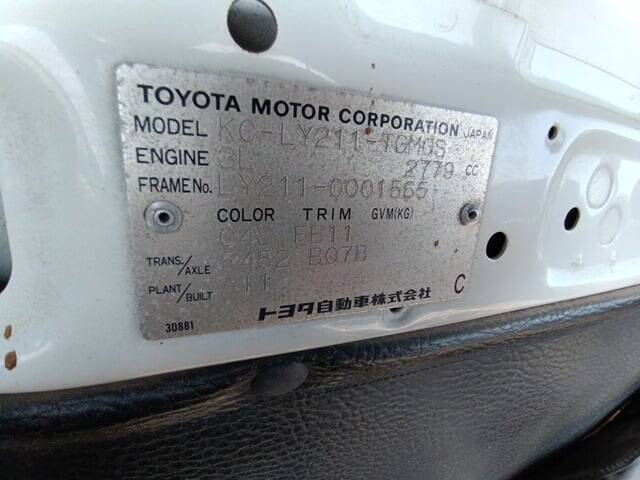 TOYOTA MOTOR CORPORATION JAPAN
MODEL KC-LY211-TGMGS
ENGINE 3L 2779 CC
FRAME No. LY211-0001555
COLOR TRIM GVM(KG)
048 FB11
TRANS./AXLE K452 B07B
PLANT/BUILT A11
トヨタ自動車株式会社 C
30881